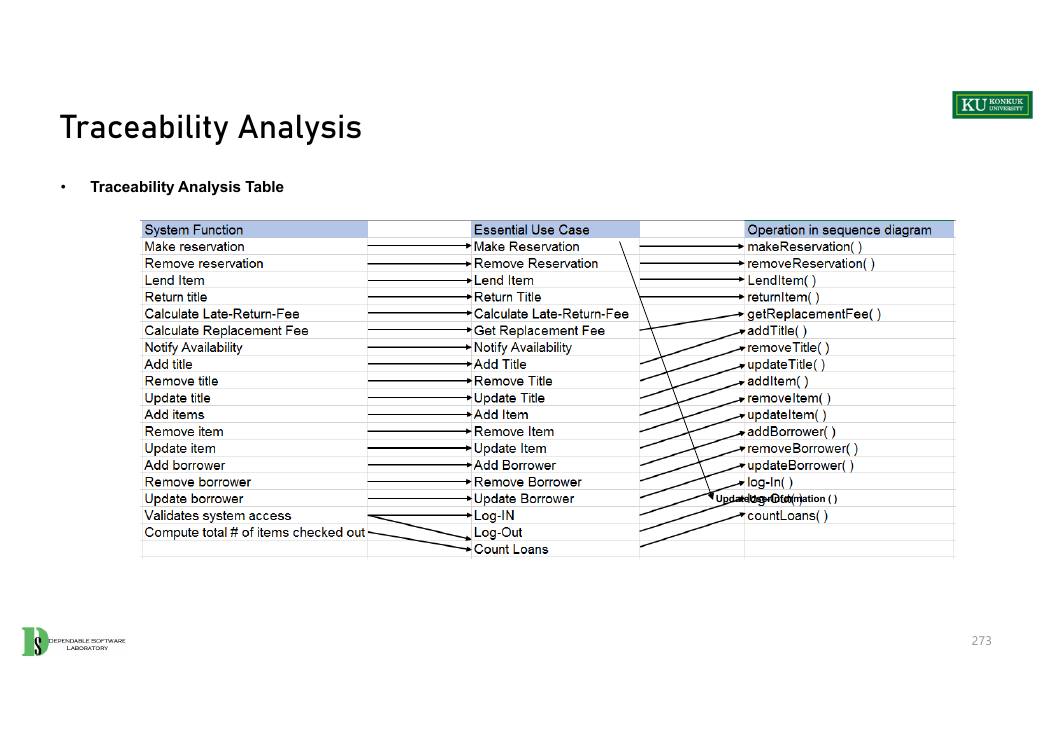 KU KONKUK UNIVERSITY
Traceability Analysis
• Traceability Analysis Table
System Function Essential Use Case Operation in sequence diagram
Make reservation Make Reservation makeReservation( )
Remove reservation Remove Reservation removeReservation( )
Lend Item Lend Item LendItem( )
Return title Return Title returnItem( )
Calculate Late-Return-Fee Calculate Late-Return-Fee getReplacementFee( )
Calculate Replacement Fee Get Replacement Fee addTitle( )
Notify Availability Notify Availability removeTitle( )
Add title Add Title updateTitle( )
Remove title Remove Title addItem( )
Update title Update Title removeItem( )
Add items Add Item updateItem( )
Remove item Remove Item addBorrower( )
Update item Update Item removeBorrower( )
Add borrower Add Borrower updateBorrower( )
Remove borrower Remove Borrower log-In( )
Update borrower Update Borrower
Validates system access Log-IN countLoans( )
Compute total # of items checked out Log-Out
Count Loans
DEPENDABLE SOFTWARE
LABORATORY
273